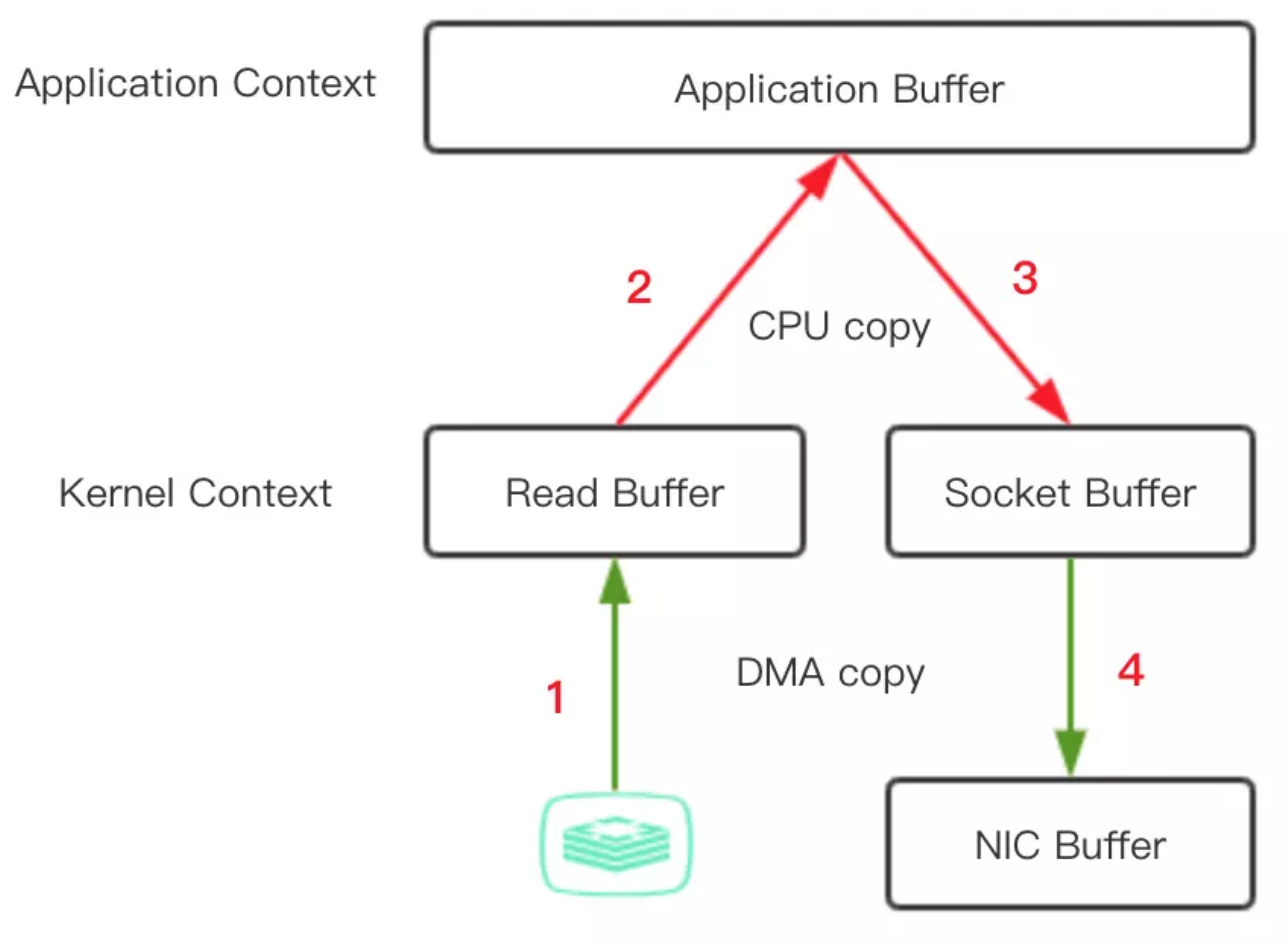 Application Context
Application Buffer
2
3
CPU copy
Kernel Context
Read Buffer
Socket Buffer
1
DMA copy
4
NIC Buffer